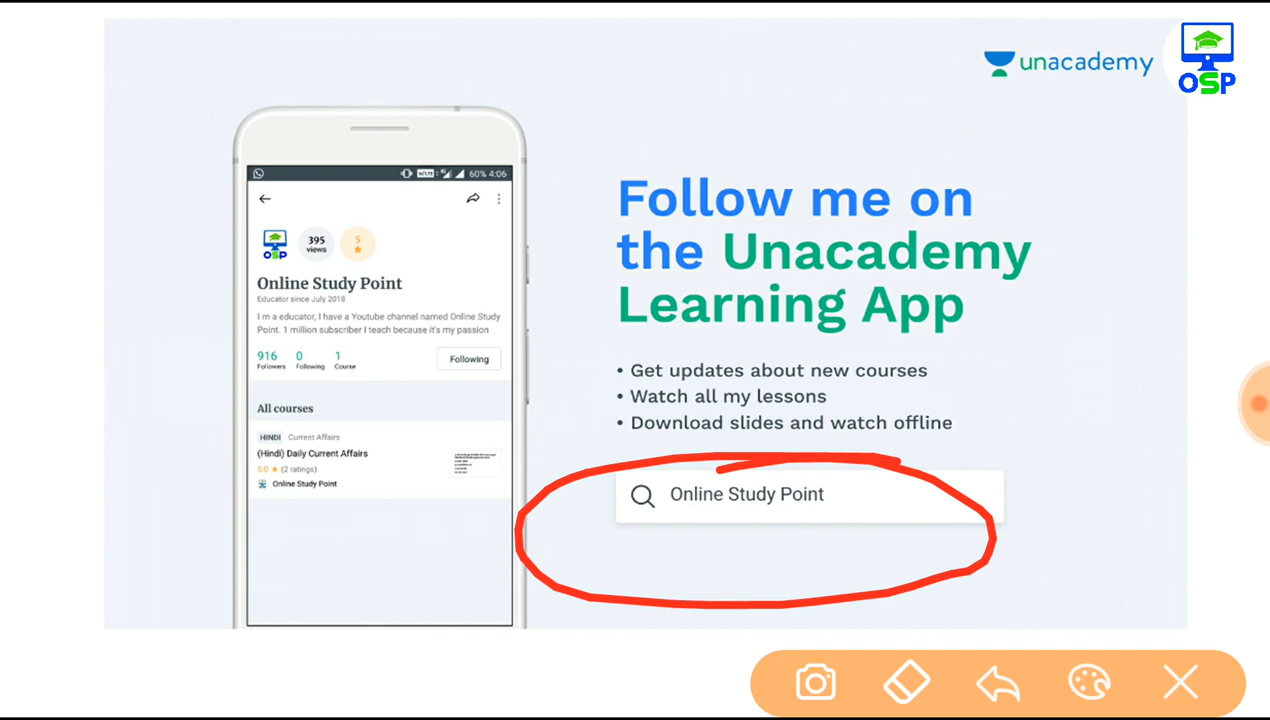 unacademy
OSP
60% 4:06
OSP
395
views
5
Online Study Point
Educator since July 2018
I m a educator, I have a Youtube channel named Online Study
Point. 1 million subscriber I teach because it's my passion
916 0 1
Followers Following Course
Following
All courses
HINDI Current Affairs
(Hindi) Daily Current Affairs
5.0 ★ (2 ratings)
Online Study Point
Follow me on
the Unacademy
Learning App
• Get updates about new courses
• Watch all my lessons
• Download slides and watch offline
Online Study Point